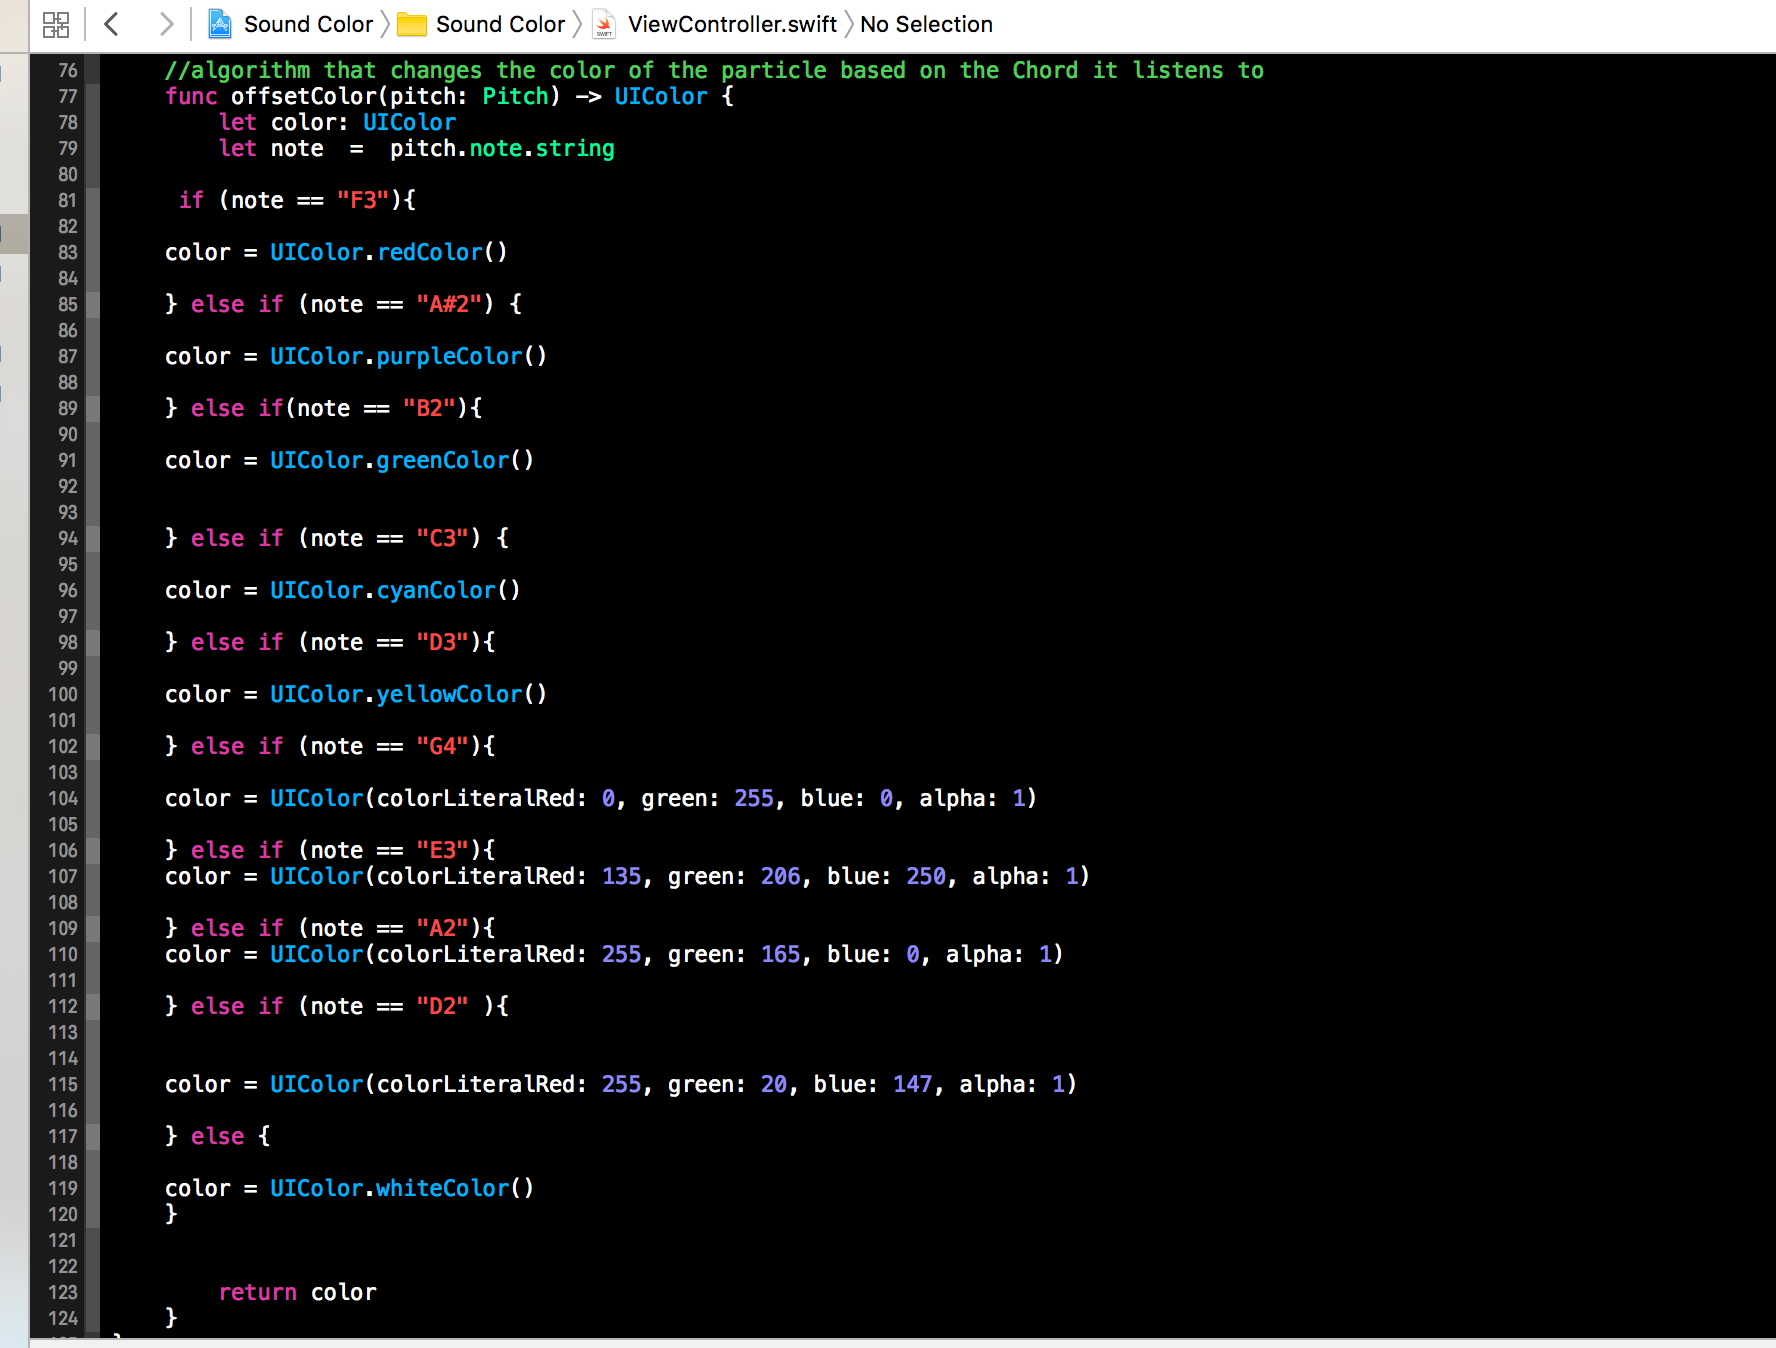 Sound Color Sound Color ViewController.swift No Selection
76 //algorithm that changes the color of the particle based on the Chord it listens to
77 func offsetColor(pitch: Pitch) -> UIColor {
78 let color: UIColor
79 let note  =  pitch.note.string
80
81 if (note == "F3"){
82
83 color = UIColor.redColor()
84
85 } else if (note == "A#2") {
86
87 color = UIColor.purpleColor()
88
89 } else if(note == "B2"){
90
91 color = UIColor.greenColor()
92
93
94 } else if (note == "C3") {
95
96 color = UIColor.cyanColor()
97
98 } else if (note == "D3"){
99
100 color = UIColor.yellowColor()
101
102 } else if (note == "G4"){
103
104 color = UIColor(colorLiteralRed: 0, green: 255, blue: 0, alpha: 1)
105
106 } else if (note == "E3"){
107 color = UIColor(colorLiteralRed: 135, green: 206, blue: 250, alpha: 1)
108
109 } else if (note == "A2"){
110 color = UIColor(colorLiteralRed: 255, green: 165, blue: 0, alpha: 1)
111
112 } else if (note == "D2" ){
113
114
115 color = UIColor(colorLiteralRed: 255, green: 20, blue: 147, alpha: 1)
116
117 } else {
118
119 color = UIColor.whiteColor()
120 }
121
122
123 return color
124 }